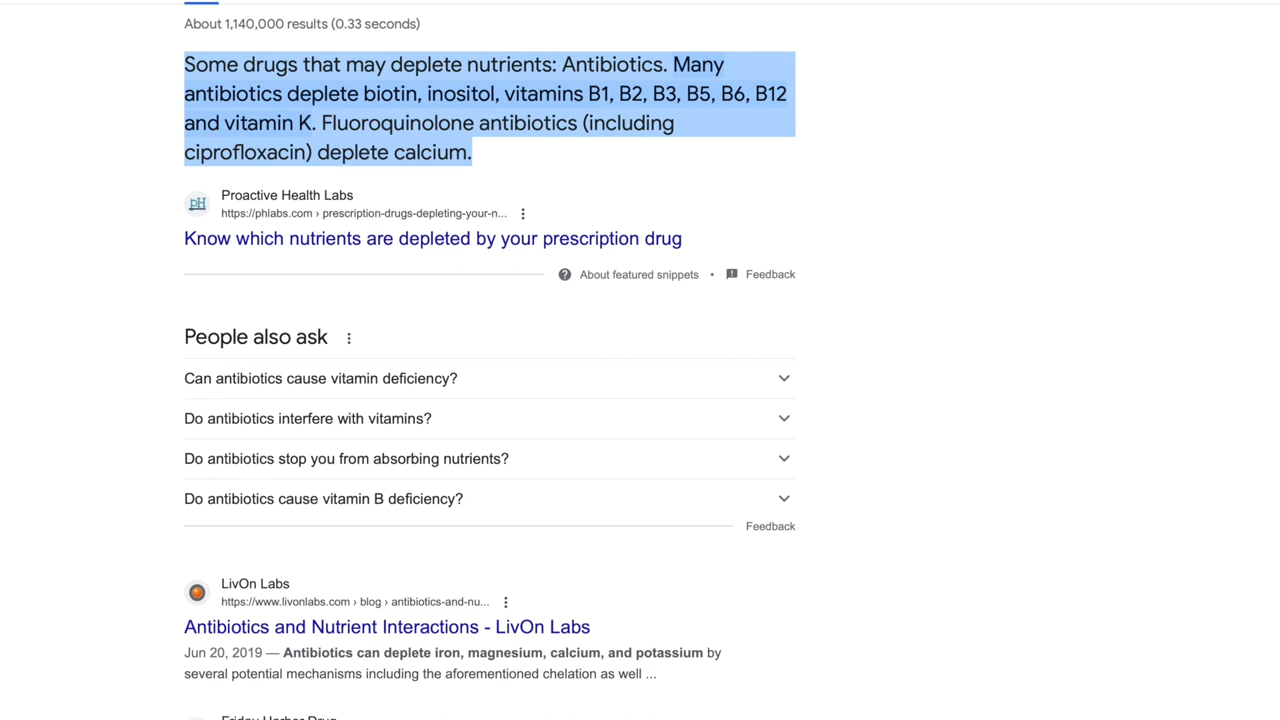 About 1,140,000 results (0.33 seconds)
Some drugs that may deplete nutrients: Antibiotics. Many
antibiotics deplete biotin, inositol, vitamins B1, B2, B3, B5, B6, B12
and vitamin K. Fluoroquinolone antibiotics (including
ciprofloxacin) deplete calcium.
pH
Proactive Health Labs
https://phlabs.com › prescription-drugs-depleting-your-n...
Know which nutrients are depleted by your prescription drug
About featured snippets • Feedback
People also ask
Can antibiotics cause vitamin deficiency?
Do antibiotics interfere with vitamins?
Do antibiotics stop you from absorbing nutrients?
Do antibiotics cause vitamin B deficiency?
Feedback
LivOn Labs
https://www.livonlabs.com › blog › antibiotics-and-nu...
Antibiotics and Nutrient Interactions - LivOn Labs
Jun 20, 2019 — Antibiotics can deplete iron, magnesium, calcium, and potassium by
several potential mechanisms including the aforementioned chelation as well ...
Friday Harbor Drug